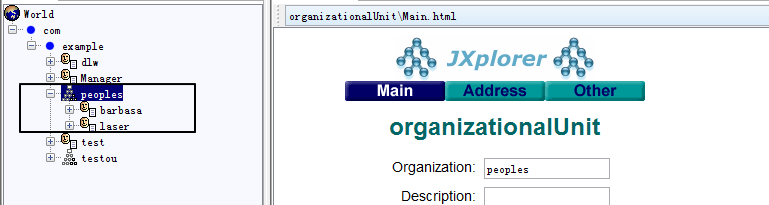 World
com
example
dlw
Manager
peoples
barbasa
laser
test
testou
organizationalUnit\Main.html
JXplorer
Main Address Other
organizationalUnit
Organization: peoples
Description: